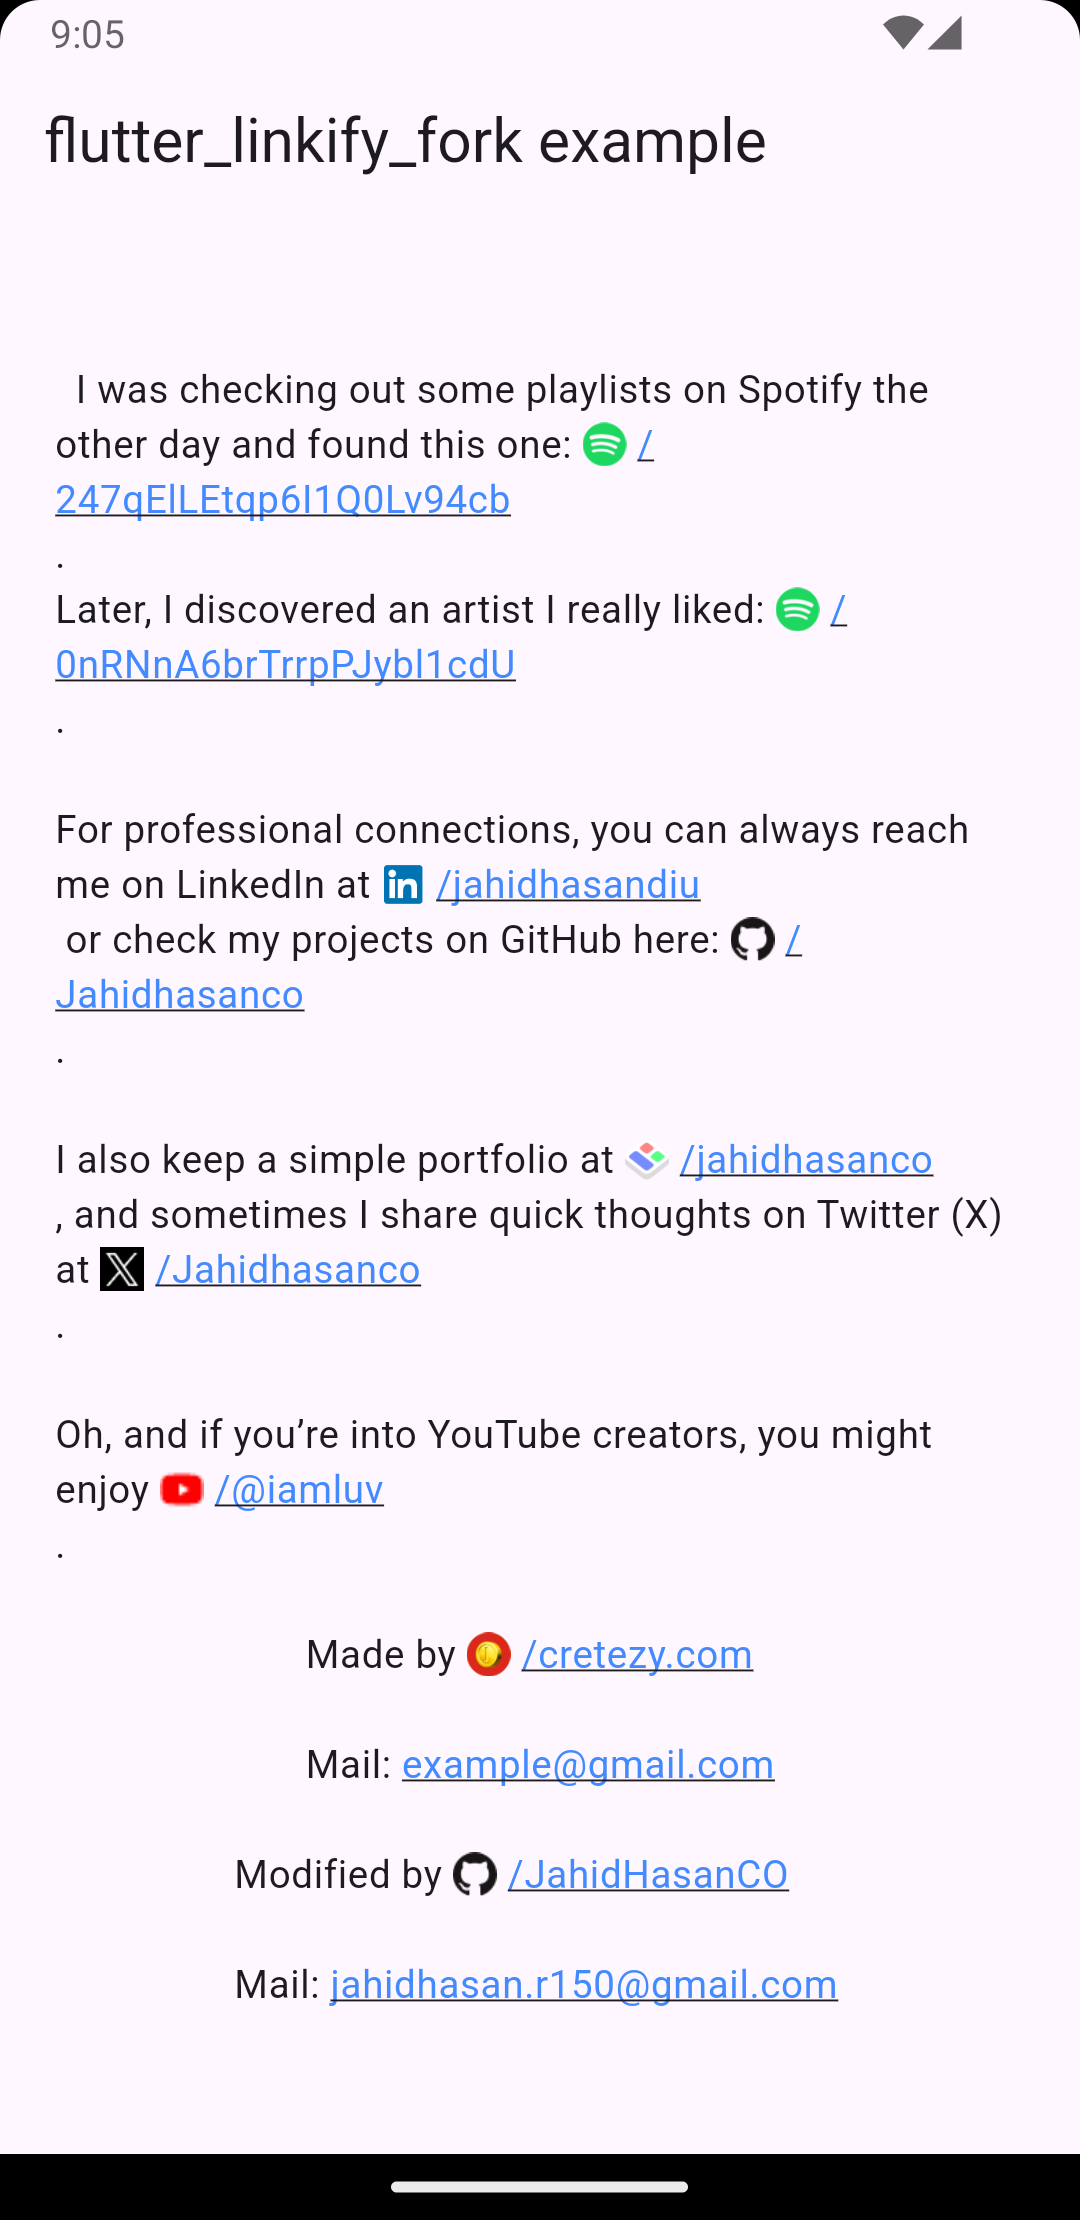 9:05
flutter_linkify_fork example
I was checking out some playlists on Spotify the
other day and found this one: /
247qElLEtqp6I1Q0Lv94cb
.
Later, I discovered an artist I really liked: /
0nRNnA6brTrrpPJybl1cdU
.
For professional connections, you can always reach
me on LinkedIn at in /jahidhasandiu
or check my projects on GitHub here: /
Jahidhasanco
.
I also keep a simple portfolio at /jahidhasanco
, and sometimes I share quick thoughts on Twitter (X)
at X /Jahidhasanco
.
Oh, and if you’re into YouTube creators, you might
enjoy /@iamluv
.
Made by /cretezy.com
Mail: example@gmail.com
Modified by /JahidHasanCO
Mail: jahidhasan.r150@gmail.com